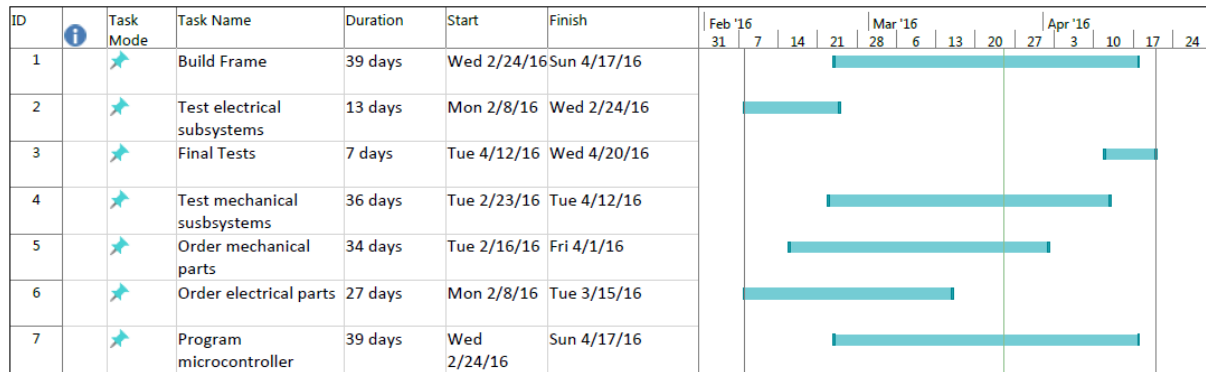 ID Task Mode Task Name Duration Start Finish
Feb '16 Mar '16 Apr '16
31 7 14 21 28 6 13 20 27 3 10 17 24
1 Build Frame 39 days Wed 2/24/16 Sun 4/17/16
2 Test electrical subsystems 13 days Mon 2/8/16 Wed 2/24/16
3 Final Tests 7 days Tue 4/12/16 Wed 4/20/16
4 Test mechanical susbsystems 36 days Tue 2/23/16 Tue 4/12/16
5 Order mechanical parts 34 days Tue 2/16/16 Fri 4/1/16
6 Order electrical parts 27 days Mon 2/8/16 Tue 3/15/16
7 Program microcontroller 39 days Wed 2/24/16 Sun 4/17/16